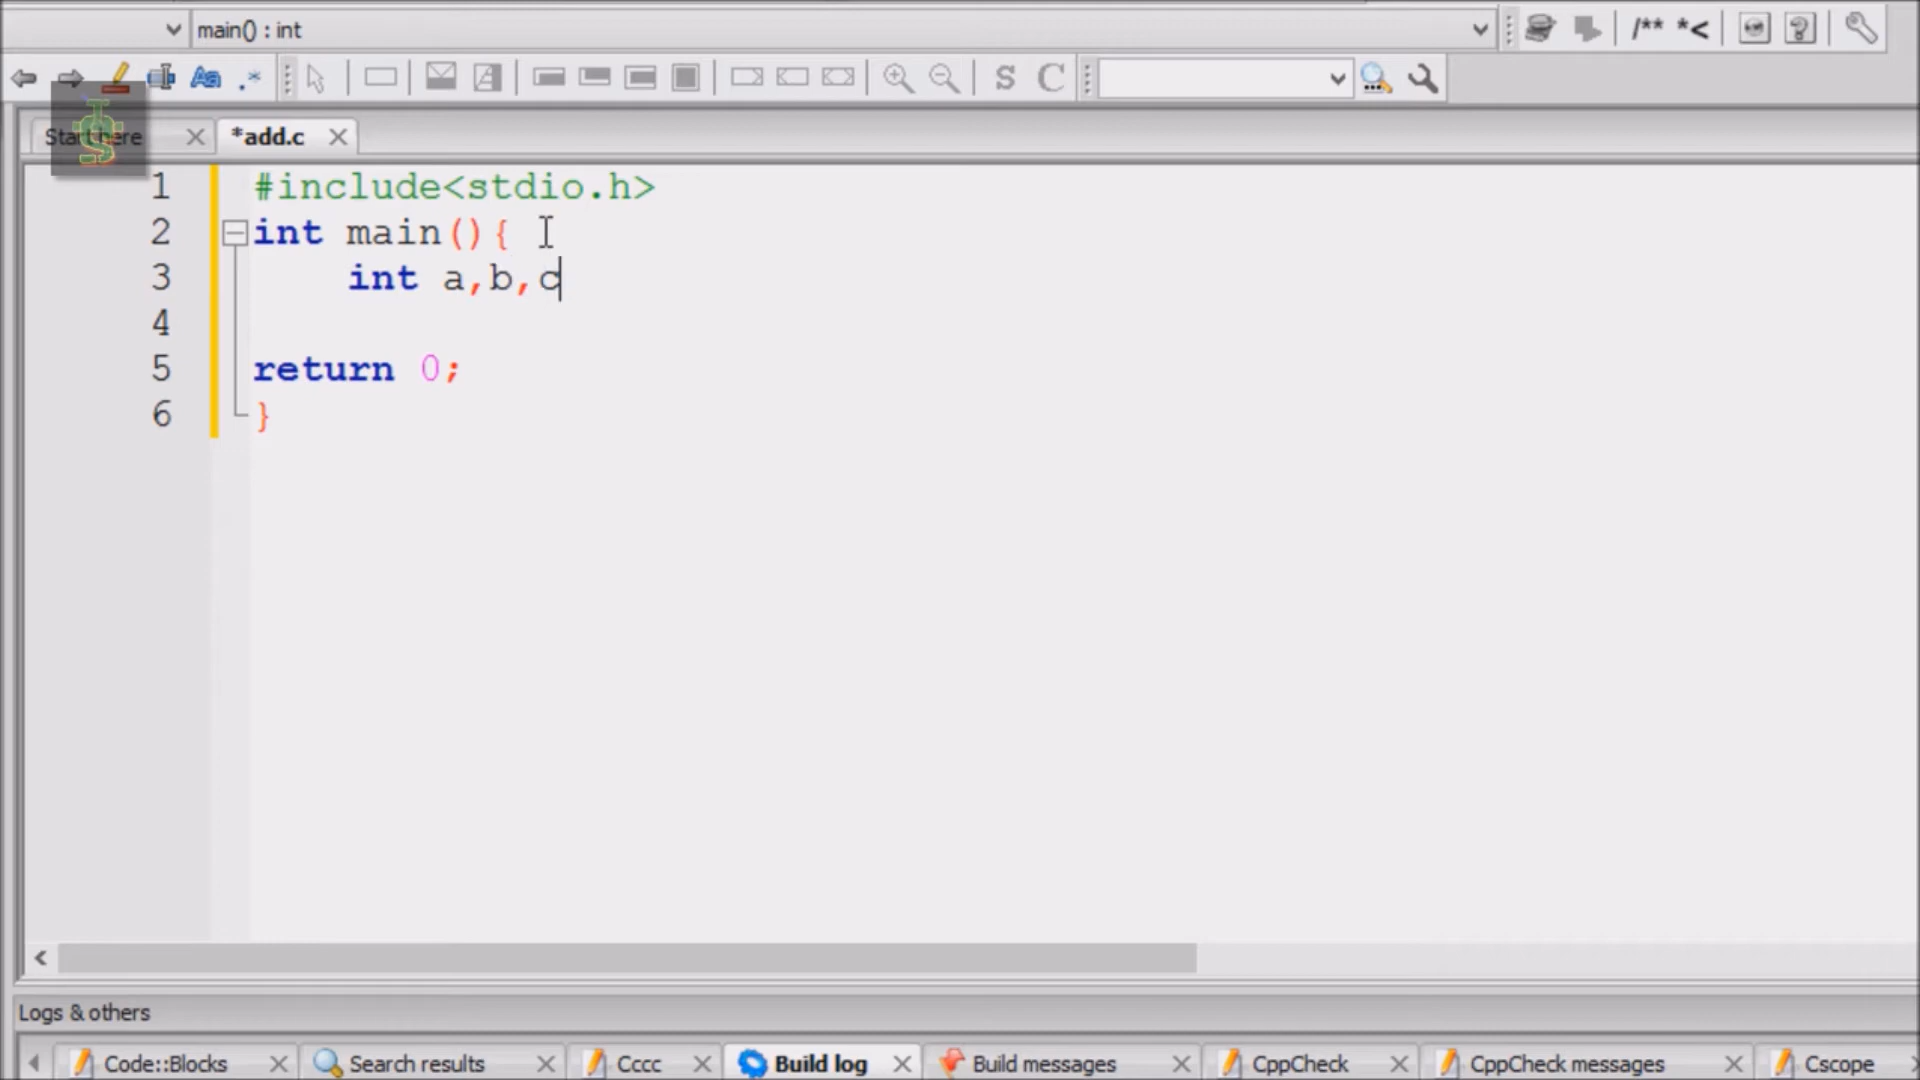 main() : int
/** *<
Aa .*
S C
Start here *add.c
1 #include<stdio.h>
2 int main(){
3 int a,b,c
4
5 return 0;
6 }
Logs & others
Code::Blocks Search results Cccc Build log Build messages CppCheck CppCheck messages Cscope